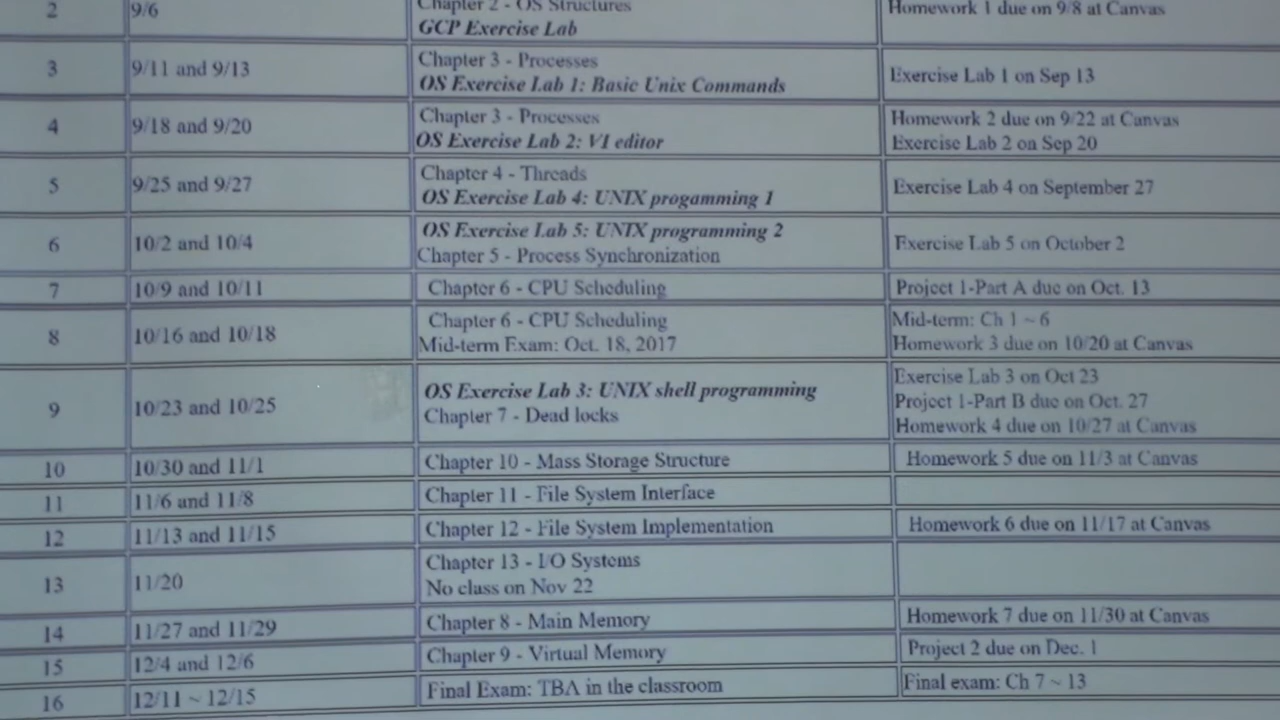 2 9/6 Chapter 2 - OS Structures Homework 1 due on 9/8 at Canvas
GCP Exercise Lab
3 9/11 and 9/13 Chapter 3 - Processes Exercise Lab 1 on Sep 13
OS Exercise Lab 1: Basic Unix Commands
4 9/18 and 9/20 Chapter 3 - Processes Homework 2 due on 9/22 at Canvas
OS Exercise Lab 2: VI editor Exercise Lab 2 on Sep 20
5 9/25 and 9/27 Chapter 4 - Threads Exercise Lab 4 on September 27
OS Exercise Lab 4: UNIX progamming 1
6 10/2 and 10/4 OS Exercise Lab 5: UNIX programming 2 Exercise Lab 5 on October 2
Chapter 5 - Process Synchronization
7 10/9 and 10/11 Chapter 6 - CPU Scheduling Project 1-Part A due on Oct. 13
8 10/16 and 10/18 Chapter 6 - CPU Scheduling Mid-term: Ch 1 ~ 6
Mid-term Exam: Oct. 18, 2017 Homework 3 due on 10/20 at Canvas
9 10/23 and 10/25 OS Exercise Lab 3: UNIX shell programming Exercise Lab 3 on Oct 23
Chapter 7 - Dead locks Project 1-Part B due on Oct. 27
Homework 4 due on 10/27 at Canvas
10 10/30 and 11/1 Chapter 10 - Mass Storage Structure Homework 5 due on 11/3 at Canvas
11 11/6 and 11/8 Chapter 11 - File System Interface
12 11/13 and 11/15 Chapter 12 - File System Implementation Homework 6 due on 11/17 at Canvas
13 11/20 Chapter 13 - I/O Systems
No class on Nov 22
14 11/27 and 11/29 Chapter 8 - Main Memory Homework 7 due on 11/30 at Canvas
15 12/4 and 12/6 Chapter 9 - Virtual Memory Project 2 due on Dec. 1
16 12/11 ~ 12/15 Final Exam: TBA in the classroom Final exam: Ch 7 ~ 13